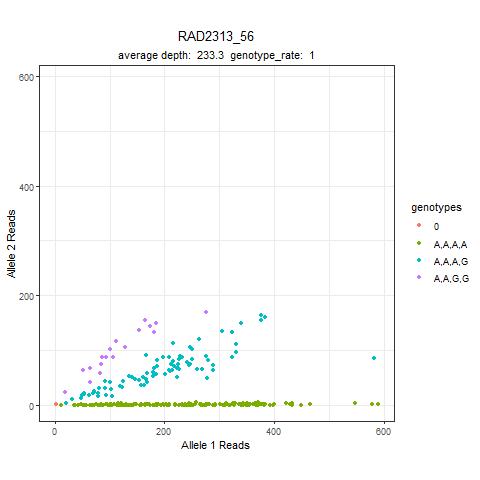 RAD2313_56
average depth: 233.3 genotype_rate: 1
600
400
200
0
Allele 2 Reads
0
200
400
600
Allele 1 Reads
genotypes
0
A,A,A,A
A,A,A,G
A,A,G,G